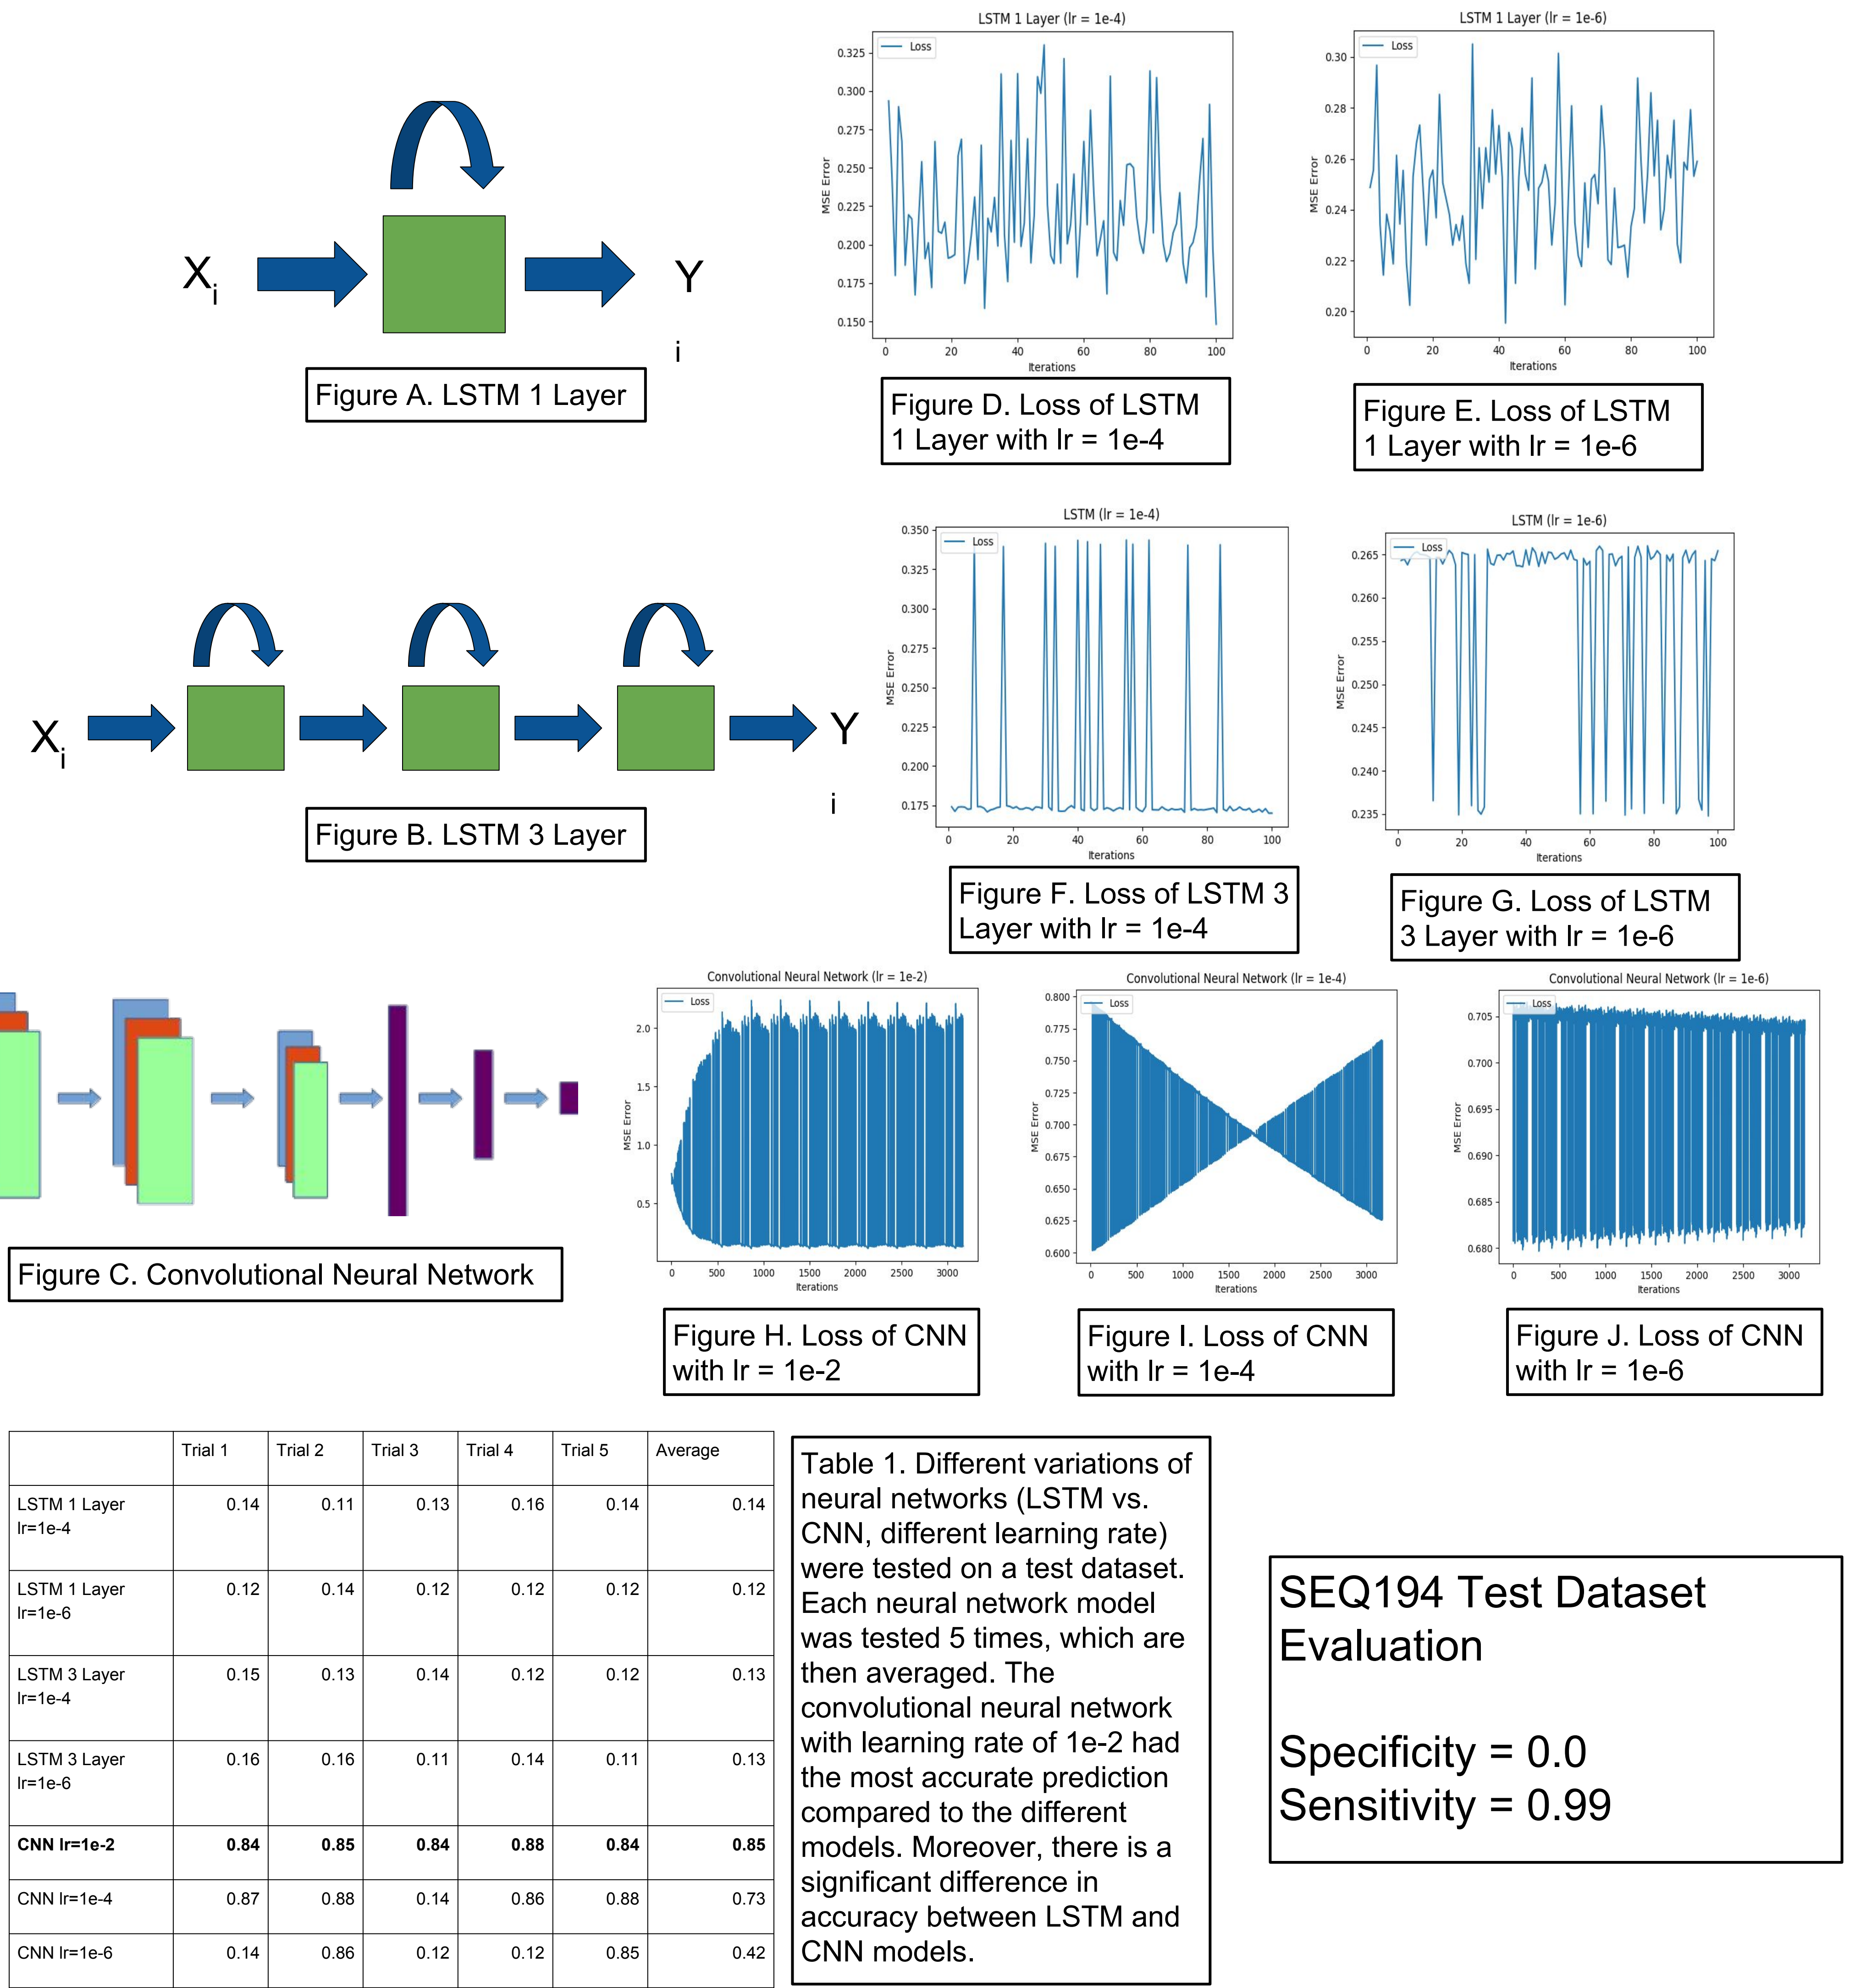 X
i
Y
i
Figure A. LSTM 1 Layer
LSTM 1 Layer (lr = 1e-4)
Loss
MSE Error
0.325
0.300
0.275
0.250
0.225
0.200
0.175
0.150
0 20 40 60 80 100
Iterations
Figure D. Loss of LSTM
1 Layer with lr = 1e-4
LSTM 1 Layer (lr = 1e-6)
Loss
MSE Error
0.30
0.28
0.26
0.24
0.22
0.20
0 20 40 60 80 100
Iterations
Figure E. Loss of LSTM
1 Layer with lr = 1e-6
X
i
Y
i
Figure B. LSTM 3 Layer
LSTM (lr = 1e-4)
Loss
MSE Error
0.350
0.325
0.300
0.275
0.250
0.225
0.200
0.175
0 20 40 60 80 100
Iterations
Figure F. Loss of LSTM 3
Layer with lr = 1e-4
LSTM (lr = 1e-6)
Loss
MSE Error
0.265
0.260
0.255
0.250
0.245
0.240
0.235
0 20 40 60 80 100
Iterations
Figure G. Loss of LSTM
3 Layer with lr = 1e-6
Figure C. Convolutional Neural Network
Convolutional Neural Network (lr = 1e-2)
Loss
MSE Error
2.0
1.5
1.0
0.5
0 500 1000 1500 2000 2500 3000
Iterations
Figure H. Loss of CNN
with lr = 1e-2
Convolutional Neural Network (lr = 1e-4)
Loss
MSE Error
0.800
0.775
0.750
0.725
0.700
0.675
0.650
0.625
0.600
0 500 1000 1500 2000 2500 3000
Iterations
Figure I. Loss of CNN
with lr = 1e-4
Convolutional Neural Network (lr = 1e-6)
Loss
MSE Error
0.705
0.700
0.695
0.690
0.685
0.680
0 500 1000 1500 2000 2500 3000
Iterations
Figure J. Loss of CNN
with lr = 1e-6
Trial 1 Trial 2 Trial 3 Trial 4 Trial 5 Average
LSTM 1 Layer 0.14 0.11 0.13 0.16 0.14 0.14
lr=1e-4
LSTM 1 Layer 0.12 0.14 0.12 0.12 0.12 0.12
lr=1e-6
LSTM 3 Layer 0.15 0.13 0.14 0.12 0.12 0.13
lr=1e-4
LSTM 3 Layer 0.16 0.16 0.11 0.14 0.11 0.13
lr=1e-6
CNN lr=1e-2 0.84 0.85 0.84 0.88 0.84 0.85
CNN lr=1e-4 0.87 0.88 0.14 0.86 0.88 0.73
CNN lr=1e-6 0.14 0.86 0.12 0.12 0.85 0.42
Table 1. Different variations of
neural networks (LSTM vs.
CNN, different learning rate)
were tested on a test dataset.
Each neural network model
was tested 5 times, which are
then averaged. The
convolutional neural network
with learning rate of 1e-2 had
the most accurate prediction
compared to the different
models. Moreover, there is a
significant difference in
accuracy between LSTM and
CNN models.
SEQ194 Test Dataset
Evaluation
Specificity = 0.0
Sensitivity = 0.99